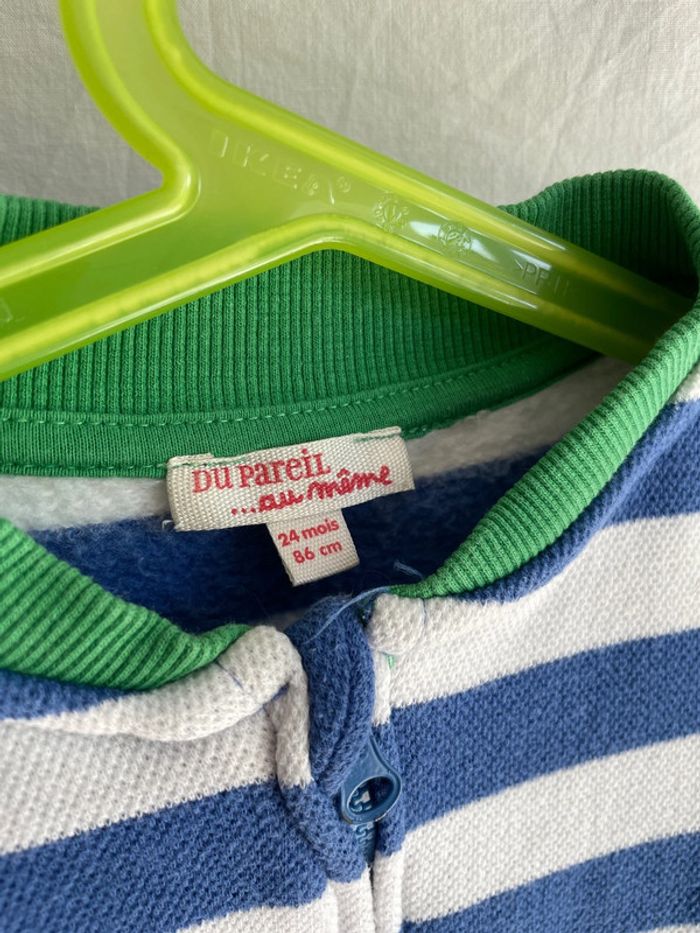 IKEA®
DU PAREIL
...au même
24 mois
86 cm